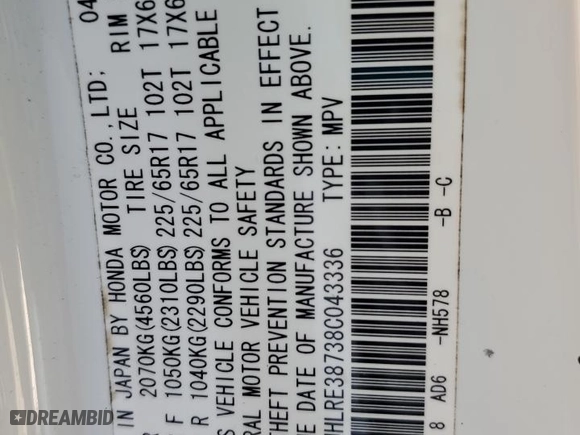 IN JAPAN BY HONDA MOTOR CO.,LTD; 04
2070KG(4560LBS) TIRE SIZE RIM
F 1050KG(2310LBS) 225/65R17 102T 17X6
R 1040KG(2290LBS) 225/65R17 102T 17X6
VEHICLE CONFORMS TO ALL APPLICABLE
MOTOR VEHICLE SAFETY
THEFT PREVENTION STANDARDS IN EFFECT
DATE OF MANUFACTURE SHOWN ABOVE.
HLRE38738C043336 TYPE: MPV
8 AD6 -NH578 -B -C
DREAMBID